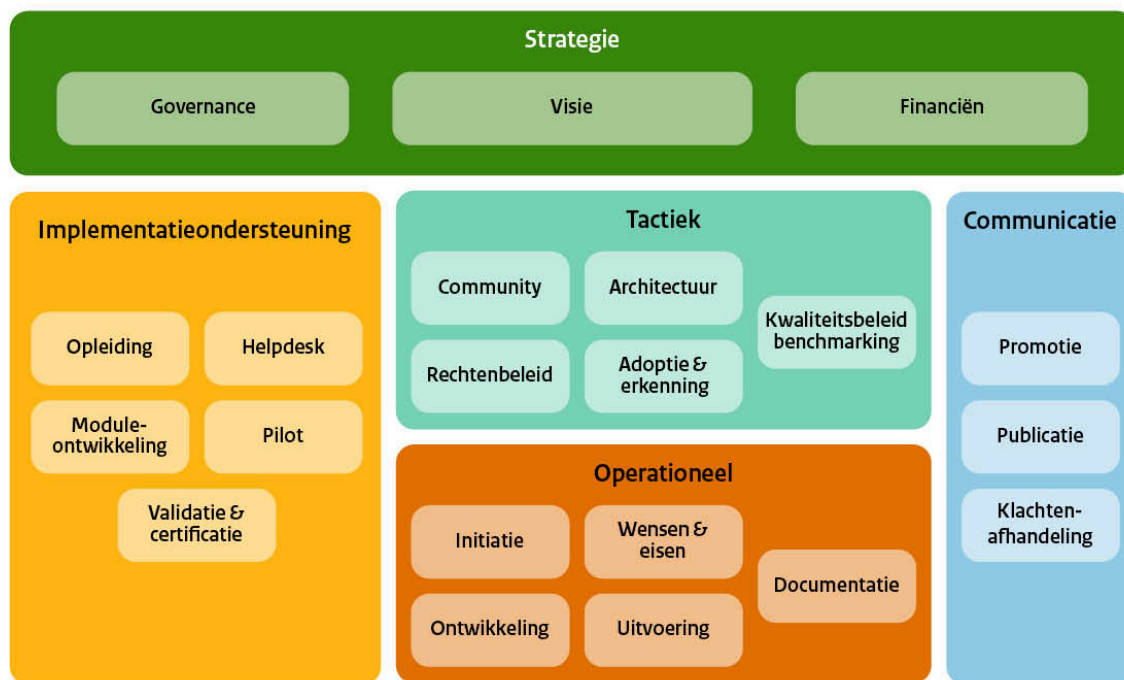 Strategie
Governance
Visie
Financiën
Implementatieondersteuning
Opleiding
Helpdesk
Module-
ontwikkeling
Pilot
Validatie &
certificatie
Tactiek
Community
Architectuur
Kwaliteitsbeleid
benchmarking
Rechtenbeleid
Adoptie &
erkenning
Operationeel
Initiatie
Wensen &
eisen
Documentatie
Ontwikkeling
Uitvoering
Communicatie
Promotie
Publicatie
Klachten-
afhandeling